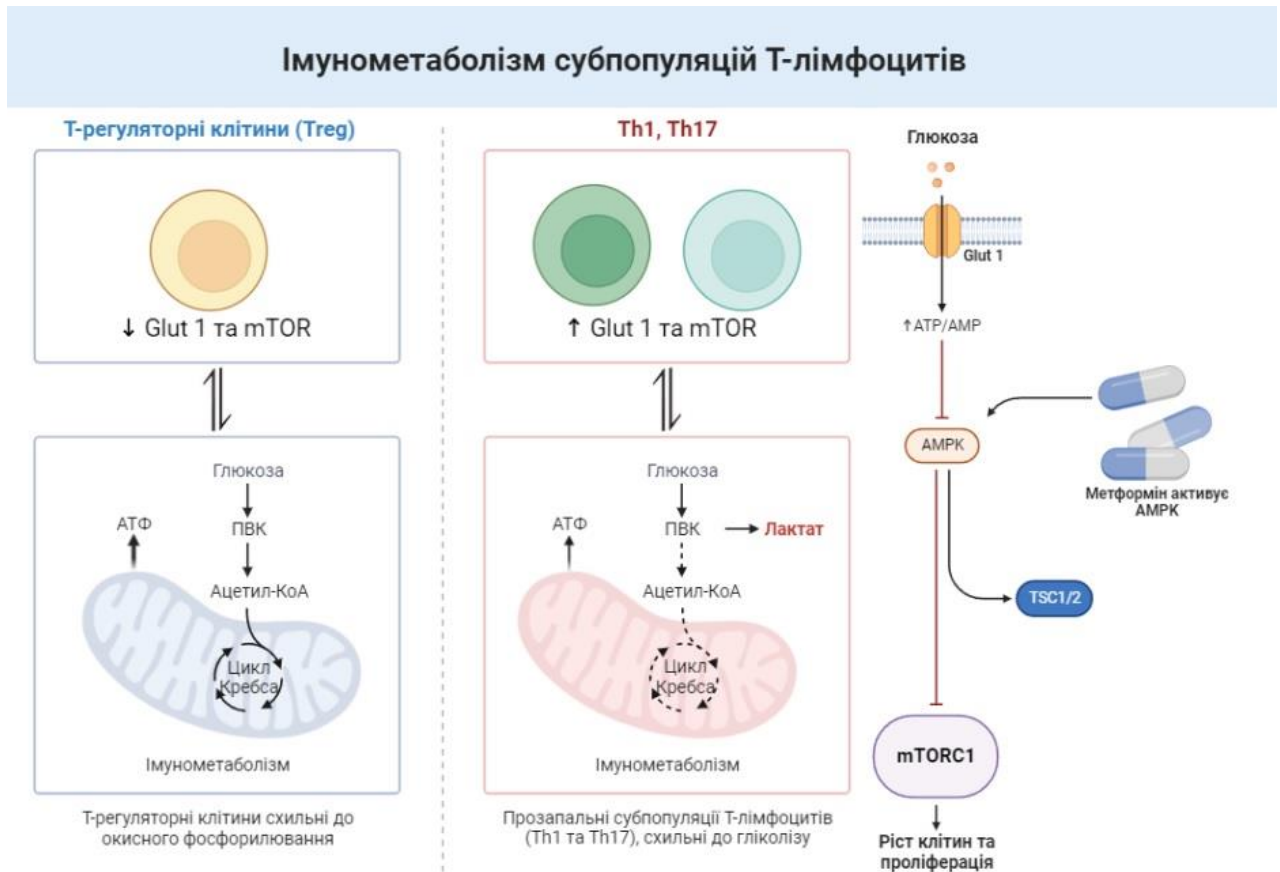 Імунометаболізм субпопуляцій Т-лімфоцитів
Т-регуляторні клітини (Treg)
↓ Glut 1 та mTOR
Глюкоза
АТФ
ПВК
Ацетил-КоА
Цикл
Кребса
Імунометаболізм
Т-регуляторні клітини схильні до
окисного фосфорилювання
Th1, Th17
↑ Glut 1 та mTOR
Глюкоза
АТФ
ПВК
Лактат
Ацетил-КоА
Цикл
Кребса
Імунометаболізм
Прозапальні субпопуляції Т-лімфоцитів
(Th1 та Th17), схильні до гліколізу
Глюкоза
Glut 1
↑ATP/AMP
AMPK
Метформін активує
AMPK
TSC1/2
mTORC1
Ріст клітин та
проліферація